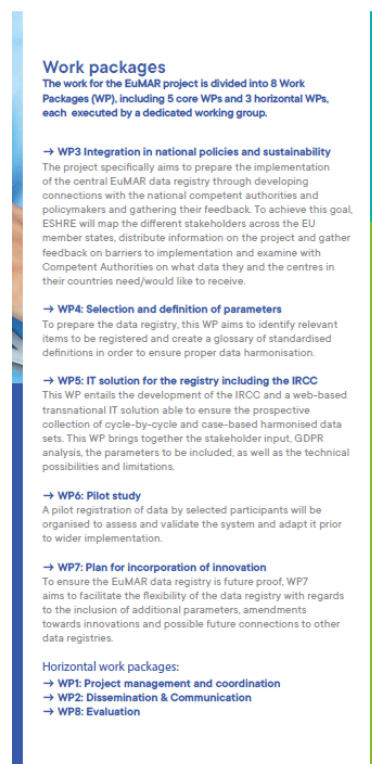 Work packages
The work for the EuMAR project is divided into 8 Work
Packages (WP), including 5 core WPs and 3 horizontal WPs,
each executed by a dedicated working group.
→ WP3 Integration in national policies and sustainability
The project specifically aims to prepare the implementation
of the central EuMAR data registry through developing
connections with the national competent authorities and
policymakers and gathering their feedback. To achieve this goal,
ESHRE will map the different stakeholders across the EU
member states, distribute information on the project and gather
feedback on barriers to implementation and examine with
Competent Authorities on what data they and the centres in
their countries need/would like to receive.
→ WP4: Selection and definition of parameters
To prepare the data registry, this WP aims to identify relevant
items to be registered and create a glossary of standardised
definitions in order to ensure proper data harmonisation.
→ WP5: IT solution for the registry including the IRCC
This WP entails the development of the IRCC and a web-based
transnational IT solution able to ensure the prospective
collection of cycle-by-cycle and case-based harmonised data
sets. This WP brings together the stakeholder input, GDPR
analysis, the parameters to be included, as well as the technical
possibilities and limitations.
→ WP6: Pilot study
A pilot registration of data by selected participants will be
organised to assess and validate the system and adapt it prior
to wider implementation.
→ WP7: Plan for incorporation of innovation
To ensure the EuMAR data registry is future proof, WP7
aims to facilitate the flexibility of the data registry with regards
to the inclusion of additional parameters, amendments
towards innovations and possible future connections to other
data registries.
Horizontal work packages:
→ WP1: Project management and coordination
→ WP2: Dissemination & Communication
→ WP8: Evaluation